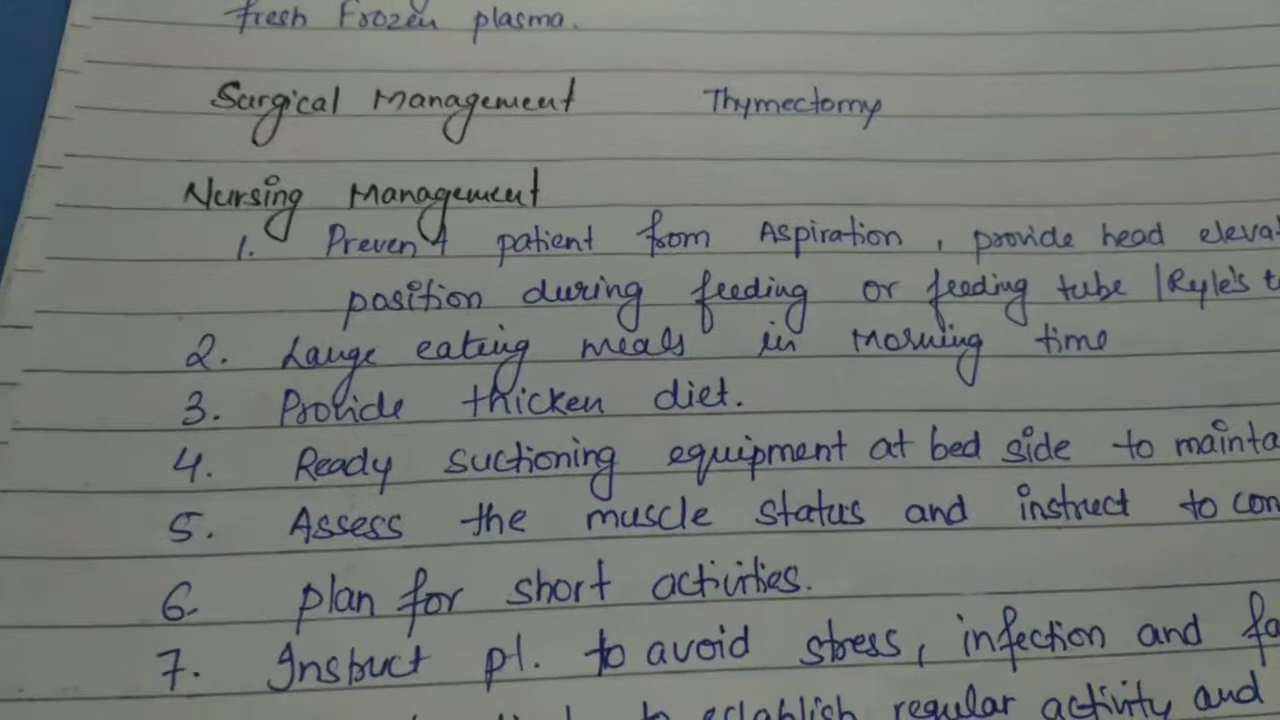 fresh Frozen plasma.
Surgical Management Thymectomy
Nursing Management
1. Prevent patient from Aspiration, provide head eleva
position during feeding or feeding tube /Ryle's t
2. Lauge eating meals in Morning time
3. Provide thicken diet.
4. Ready suctioning equipment at bed side to mainta
5. Assess the muscle status and instruct to con
6. plan for short activities.
7. Instuct pt. to avoid stress, infection and fa
to establish regular activity and